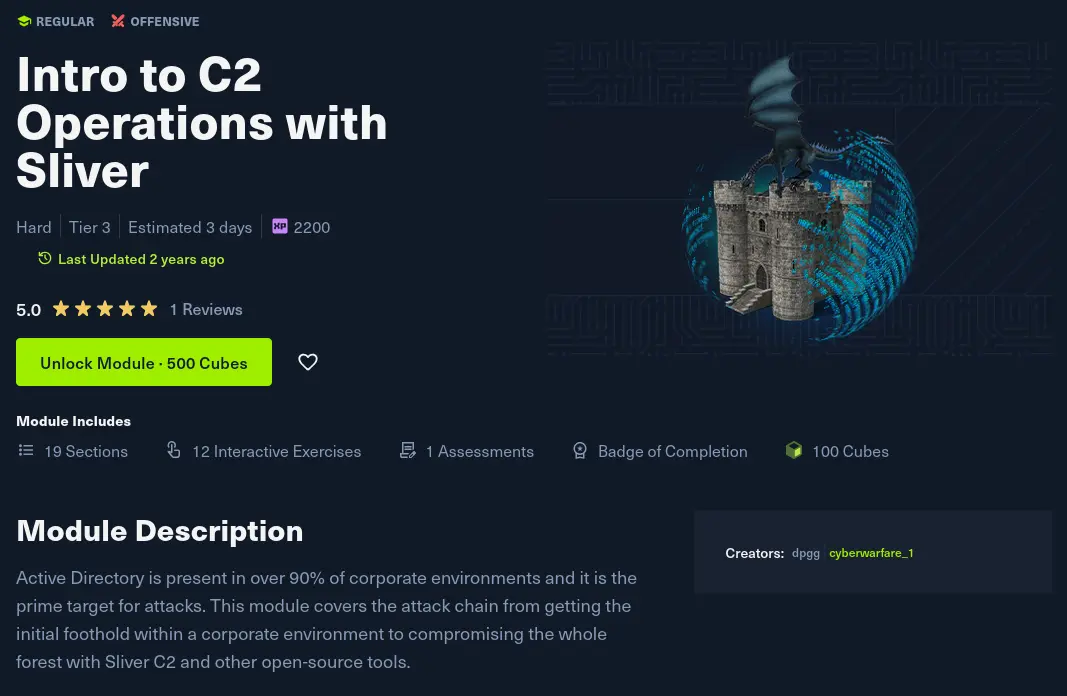 REGULAR OFFENSIVE
Intro to C2
Operations with
Sliver
Hard Tier 3 Estimated 3 days XP 2200
Last Updated 2 years ago
5.0 1 Reviews
Unlock Module · 500 Cubes
Module Includes
19 Sections 12 Interactive Exercises 1 Assessments Badge of Completion 100 Cubes
Module Description
Creators: dpgg cyberwarfare_1
Active Directory is present in over 90% of corporate environments and it is the
prime target for attacks. This module covers the attack chain from getting the
initial foothold within a corporate environment to compromising the whole
forest with Sliver C2 and other open-source tools.